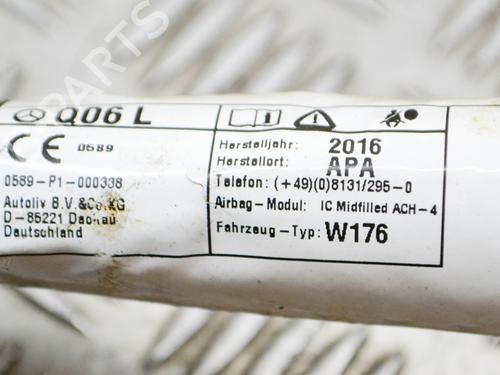 Q06 L
CE 0589
0589-P1-000338
Autoliv B.V.&Co.KG
D-85221 Dachau
Deutschland
Herstelljahr: 2016
Herstellort: APA
Telefon: (+49)(0)8131/295-0
Airbag-Modul: IC Midfilled ACH-4
Fahrzeug-Typ: W176
PARTS